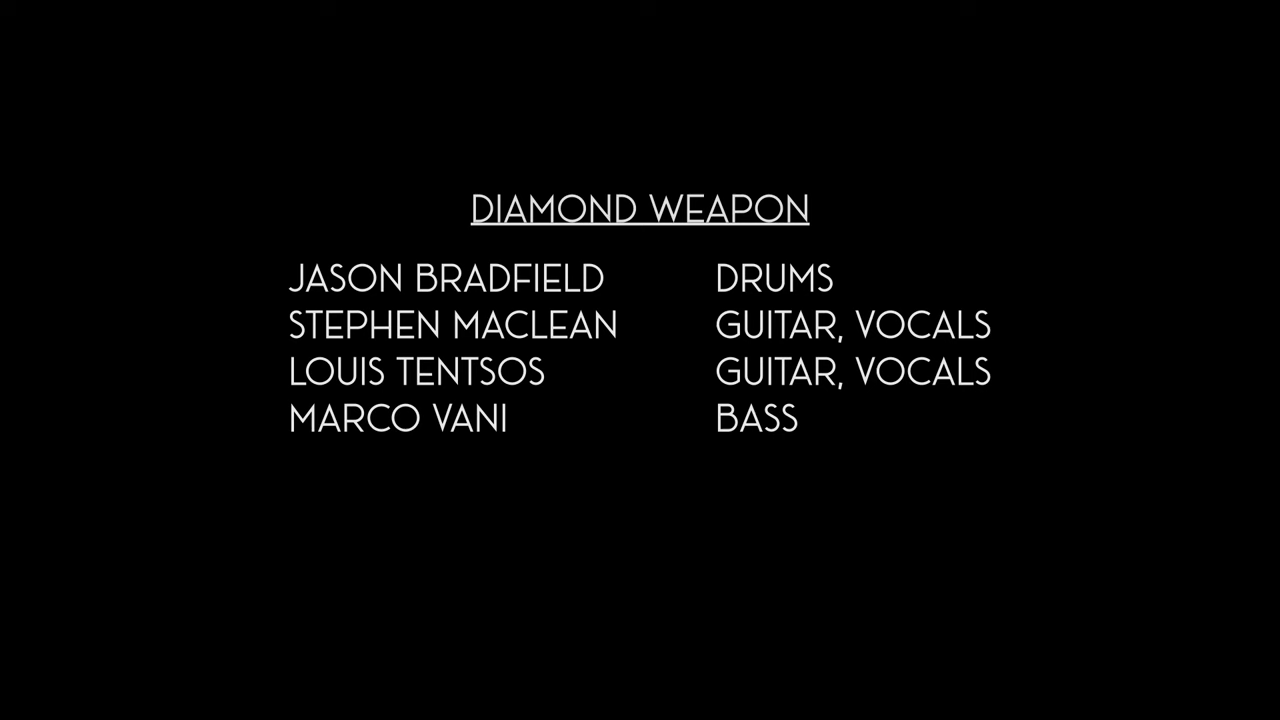 DIAMOND WEAPON
JASON BRADFIELD DRUMS
STEPHEN MACLEAN GUITAR, VOCALS
LOUIS TENTSOS GUITAR, VOCALS
MARCO VANI BASS